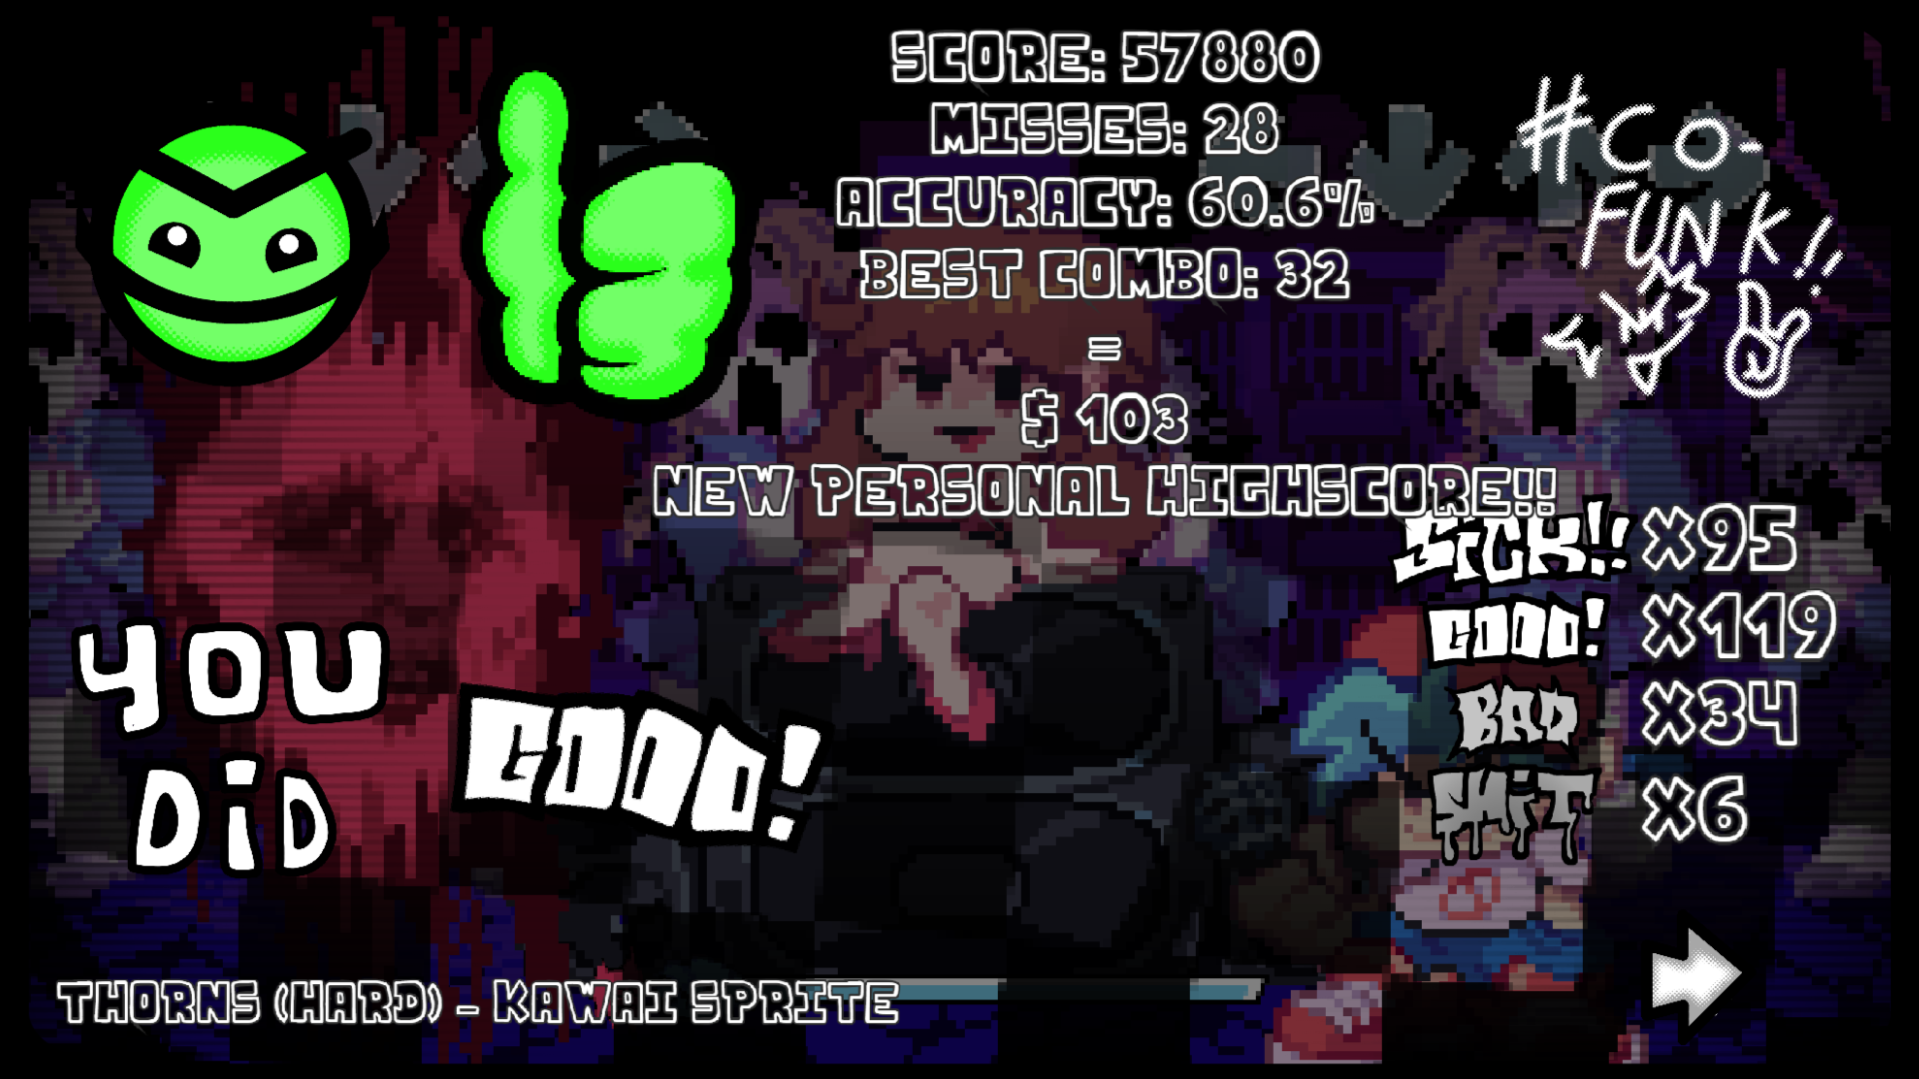 SCORE: 57880
MISSES: 28
ACCURACY: 60.6%
BEST COMBO: 32
=
$ 103
NEW PERSONAL HIGHSCORE!!
#CO-
FUNK!!
SICK!! X95
GOOD! X119
BAD X34
SHIT X6
YOU
DiD
GOOD!
THORNS (HARD) - KAWAI SPRITE